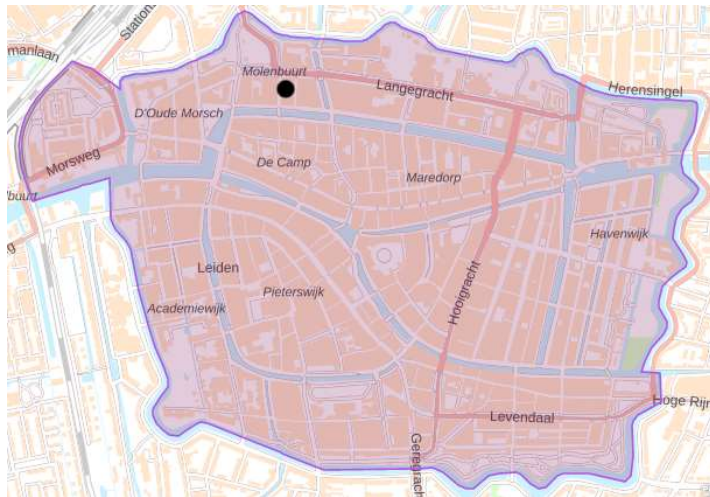 Station
manlaan
Molenbuurt
Langegracht
Herensingel
D'Oude Morsch
Morsweg
De Camp
Maredorp
lbuurt
Havenwijk
g
Leiden
Pieterswijk
Hooigracht
Academiewijk
Hoge Rijn
Levendaal
Geregracht